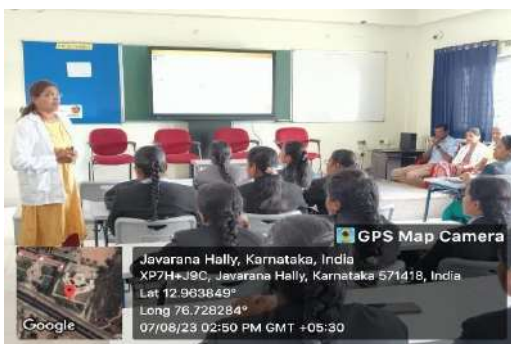 GPS Map Camera
Javarana Hally, Karnataka, India
XP7H+J9C, Javarana Hally, Karnataka 571418, India
Lat 12.963849°
Long 76.728284°
07/08/23 02:50 PM GMT +05:30
Google